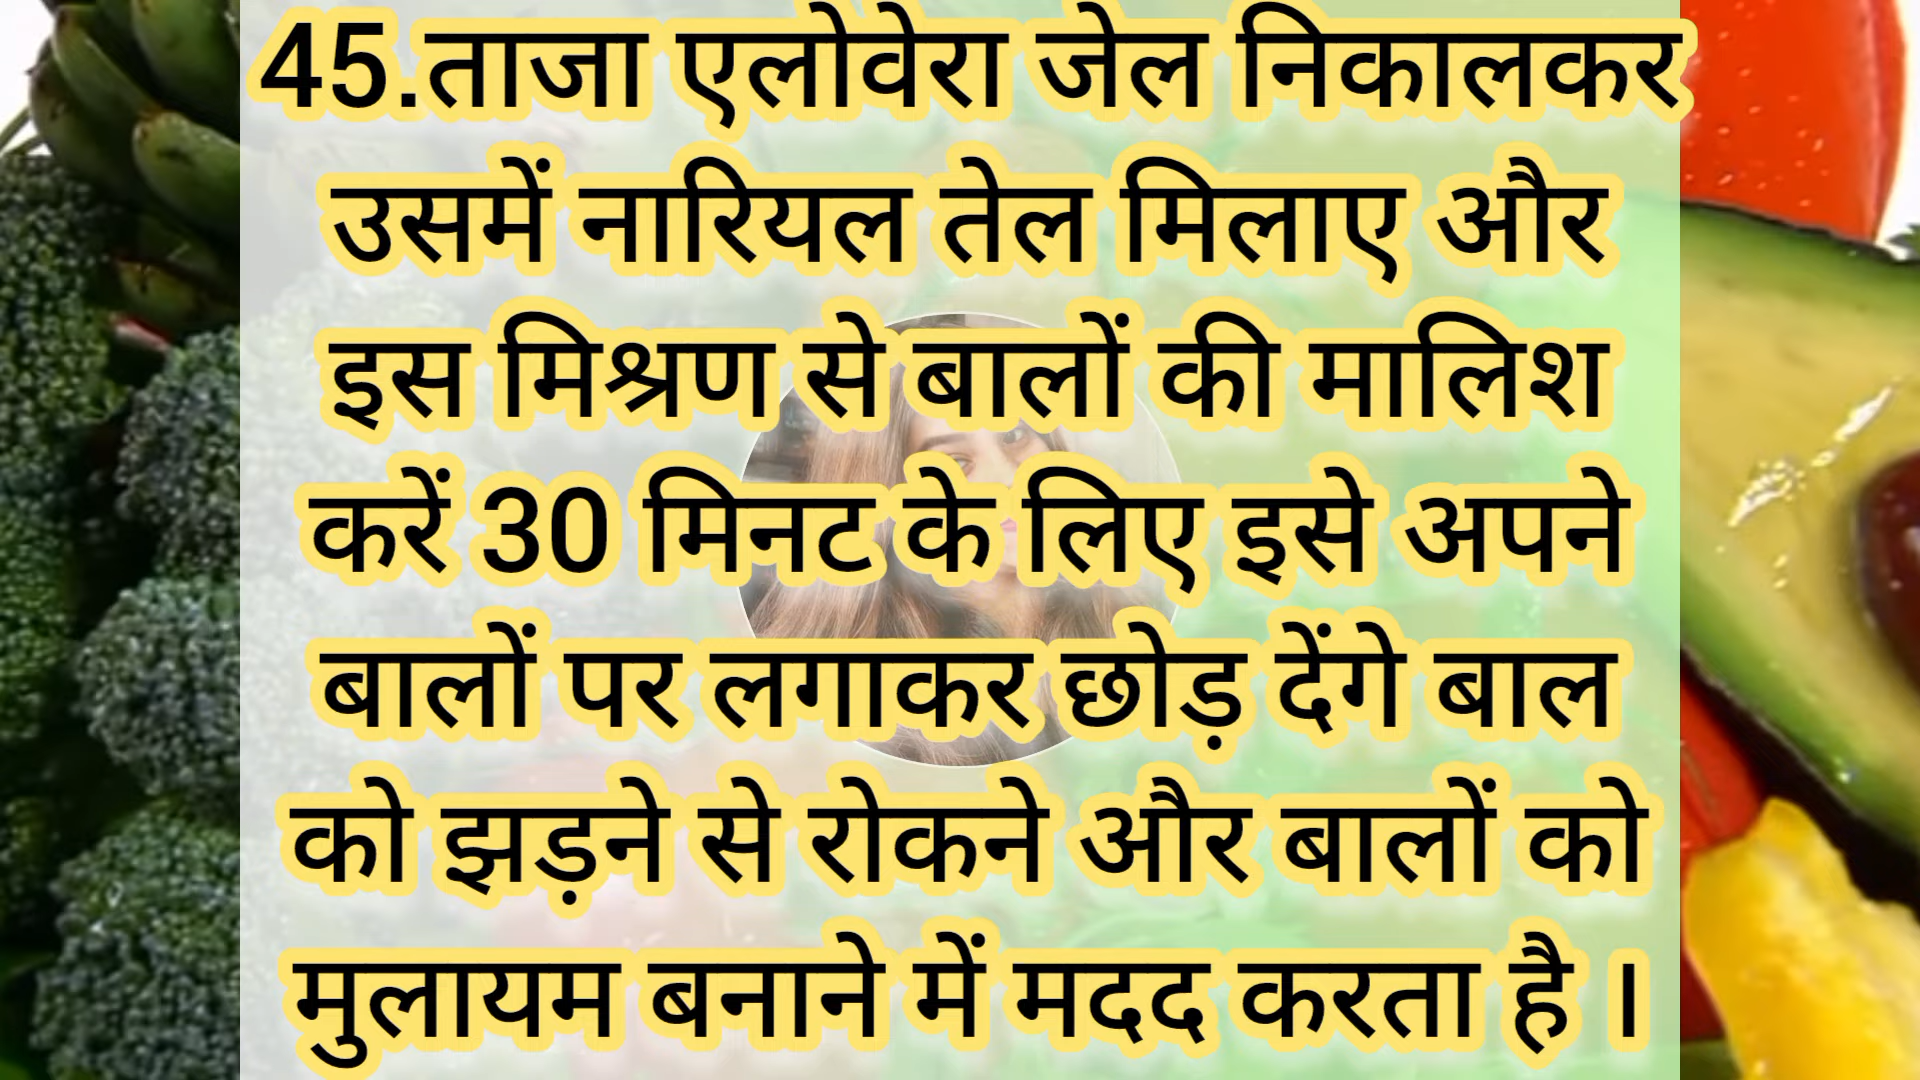 45.ताजा एलोवेरा जेल निकालकर
उसमें नारियल तेल मिलाए और
इस मिश्रण से बालों की मालिश
करें 30 मिनट के लिए इसे अपने
बालों पर लगाकर छोड़ देंगे बाल
को झड़ने से रोकने और बालों को
मुलायम बनाने में मदद करता है ।